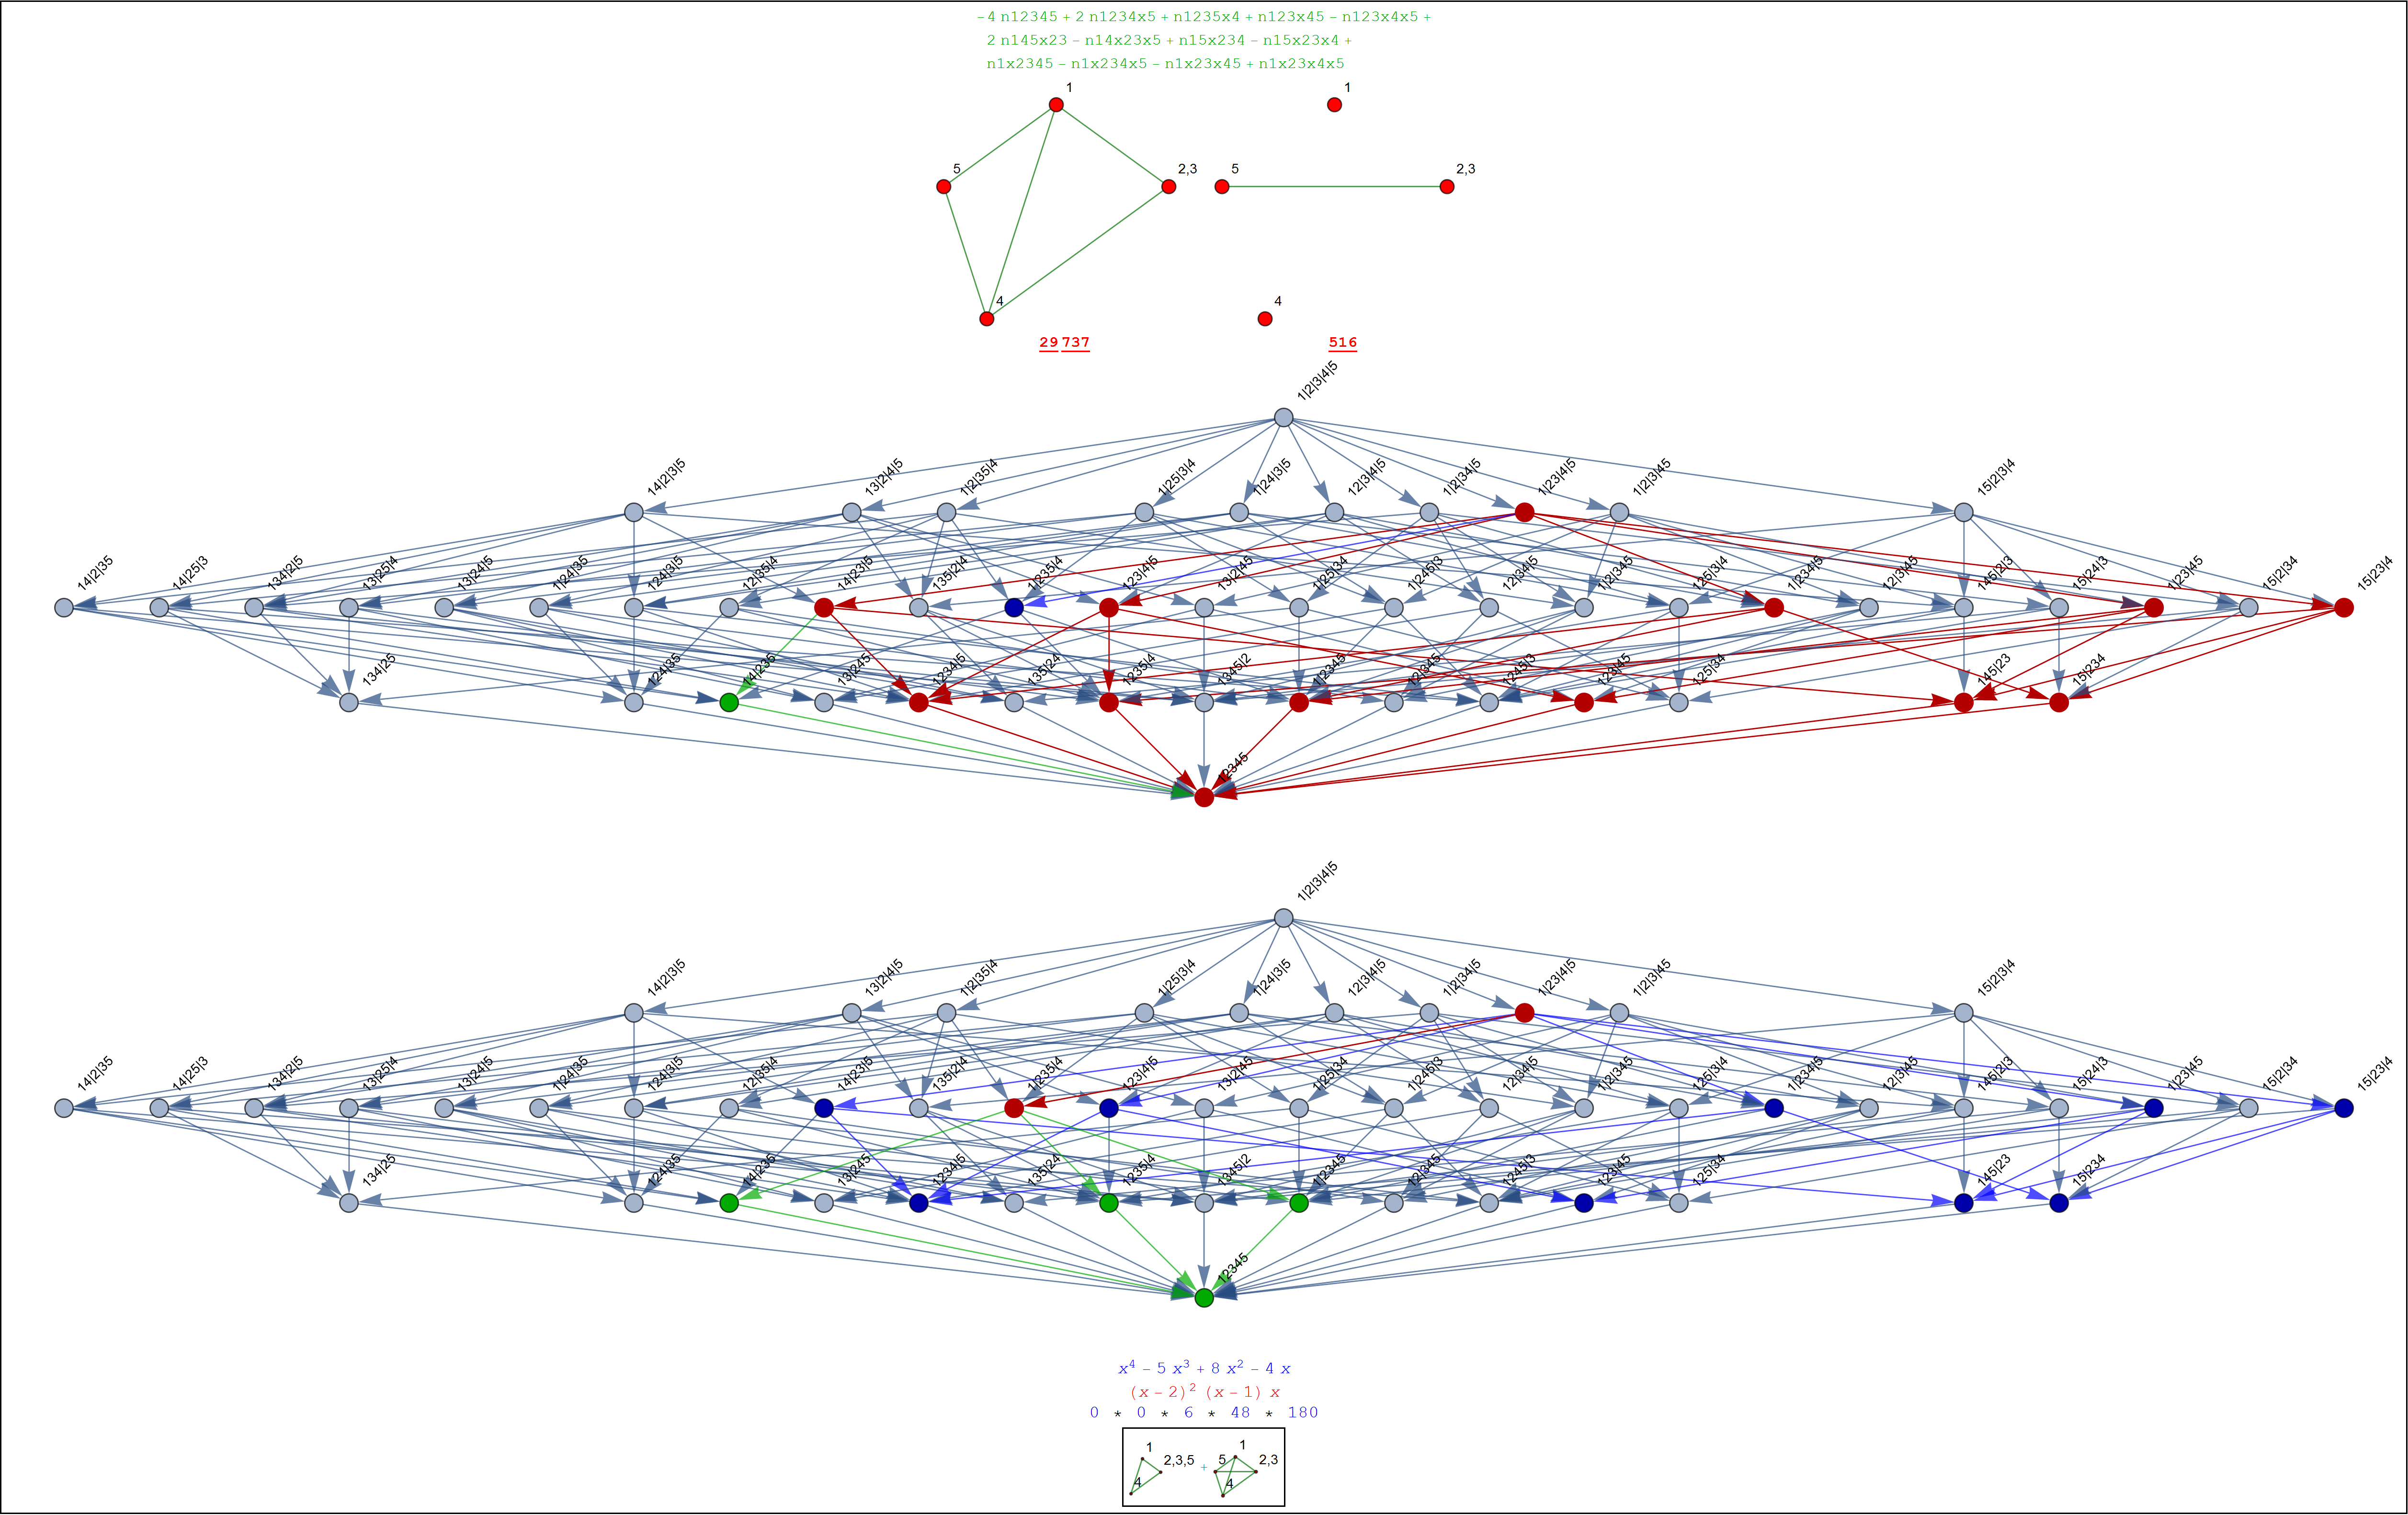 -4 n12345 + 2 n1234x5 + n1235x4 + n123x45 - n123x4x5 +
2 n145x23 - n14x23x5 + n15x234 - n15x23x4 +
n1x2345 - n1x234x5 - n1x23x45 + n1x23x4x5
1 1
5 2,3 5 2,3
4 4
29 737 516
1|2|3|4|5
14|2|3|5 13|2|4|5 1|2|35|4 1|25|3|4 1|24|3|5 12|3|4|5 1|2|34|5 1|23|4|5 1|2|3|45 15|2|3|4
14|2|35 14|25|3 134|2|5 13|25|4 13|24|5 1|24|35 124|3|5 12|35|4 14|23|5 135|2|4 1|235|4 123|4|5 13|2|45 1|25|34 1|245|3 12|34|5 1|2|345 125|3|4 1|234|5 12|3|45 145|2|3 15|24|3 1|23|45 15|2|34 15|23|4
134|25 124|35 14|235 13|245 1234|5 135|24 1235|4 1345|2 1|2345 12|345 1245|3 123|45 125|34 145|23 15|234
12345
1|2|3|4|5
14|2|3|5 13|2|4|5 1|2|35|4 1|25|3|4 1|24|3|5 12|3|4|5 1|2|34|5 1|23|4|5 1|2|3|45 15|2|3|4
14|2|35 14|25|3 134|2|5 13|25|4 13|24|5 1|24|35 124|3|5 12|35|4 14|23|5 135|2|4 1|235|4 123|4|5 13|2|45 1|25|34 1|245|3 12|34|5 1|2|345 125|3|4 1|234|5 12|3|45 145|2|3 15|24|3 1|23|45 15|2|34 15|23|4
134|25 124|35 14|235 13|245 1234|5 135|24 1235|4 1345|2 1|2345 12|345 1245|3 123|45 125|34 145|23 15|234
12345
x⁴ - 5 x³ + 8 x² - 4 x
(x - 2)² (x - 1) x
0 * 0 * 6 * 48 * 180
1 1
2,3,5 + 5 2,3
4 4